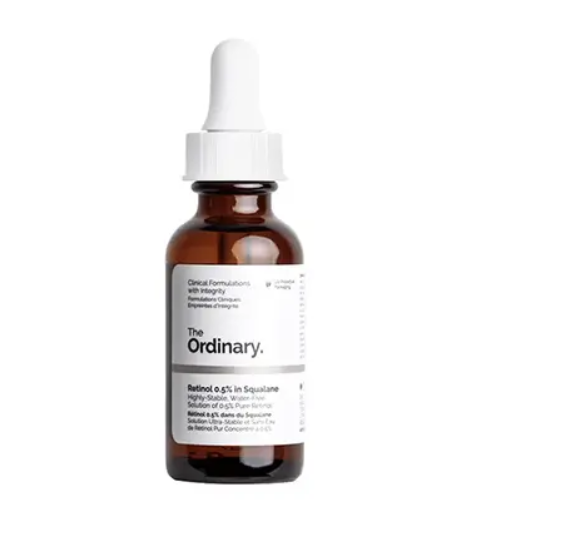 Clinical Formulations
with Integrity
Formulations Cliniques
Empreintes d'Intégrité
The
Ordinary.
Retinol 0.5% in Squalane
Highly-Stable, Water-Free
Solution of 0.5% Pure Retinol
Rétinol 0.5% dans du Squalane
Solution Ultra-Stable et Sans Eau
de Retinol Pur Concentré à 0.5%